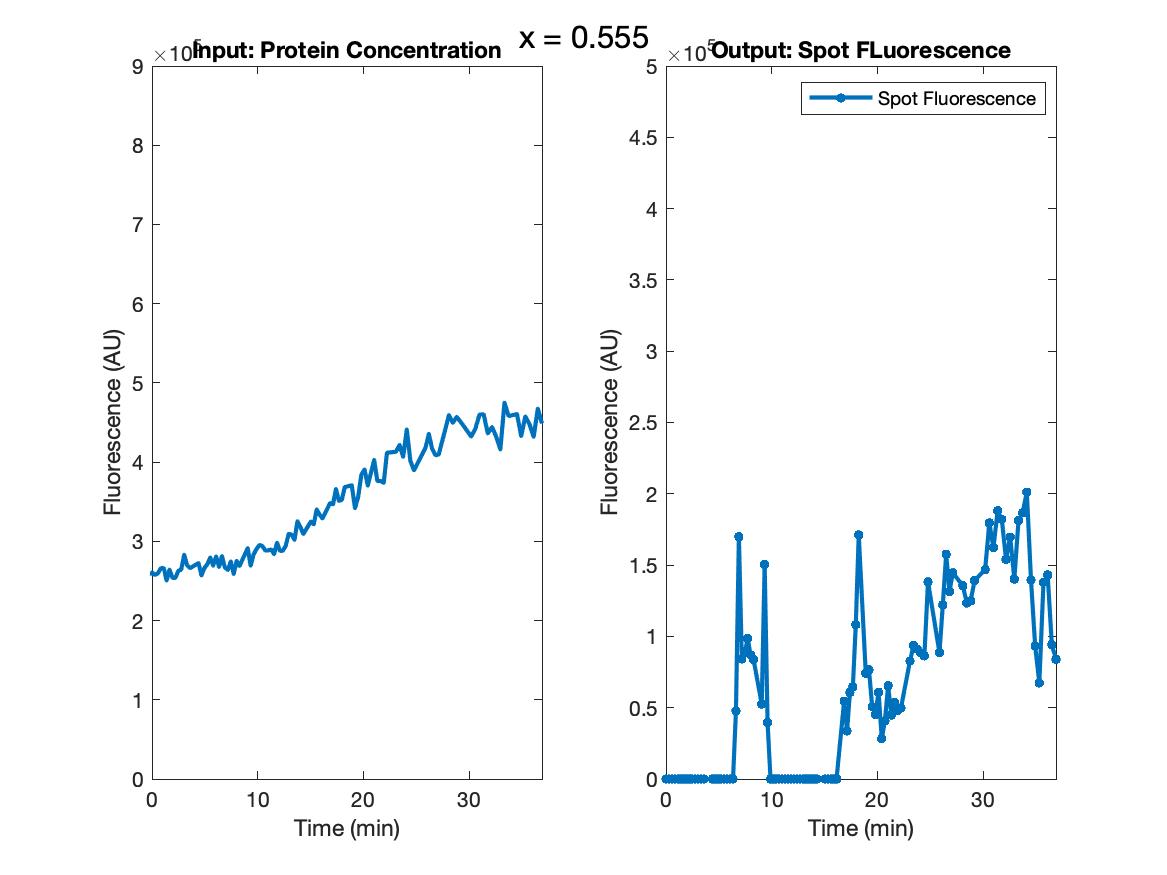 x = 0.555
×10⁵
Input: Protein Concentration
9
8
7
6
5
4
3
2
1
0
Fluorescence (AU)
0 10 20 30
Time (min)
×10⁵
Output: Spot FLuorescence
Spot Fluorescence
5
4.5
4
3.5
3
2.5
2
1.5
1
0.5
0
Fluorescence (AU)
0 10 20 30
Time (min)